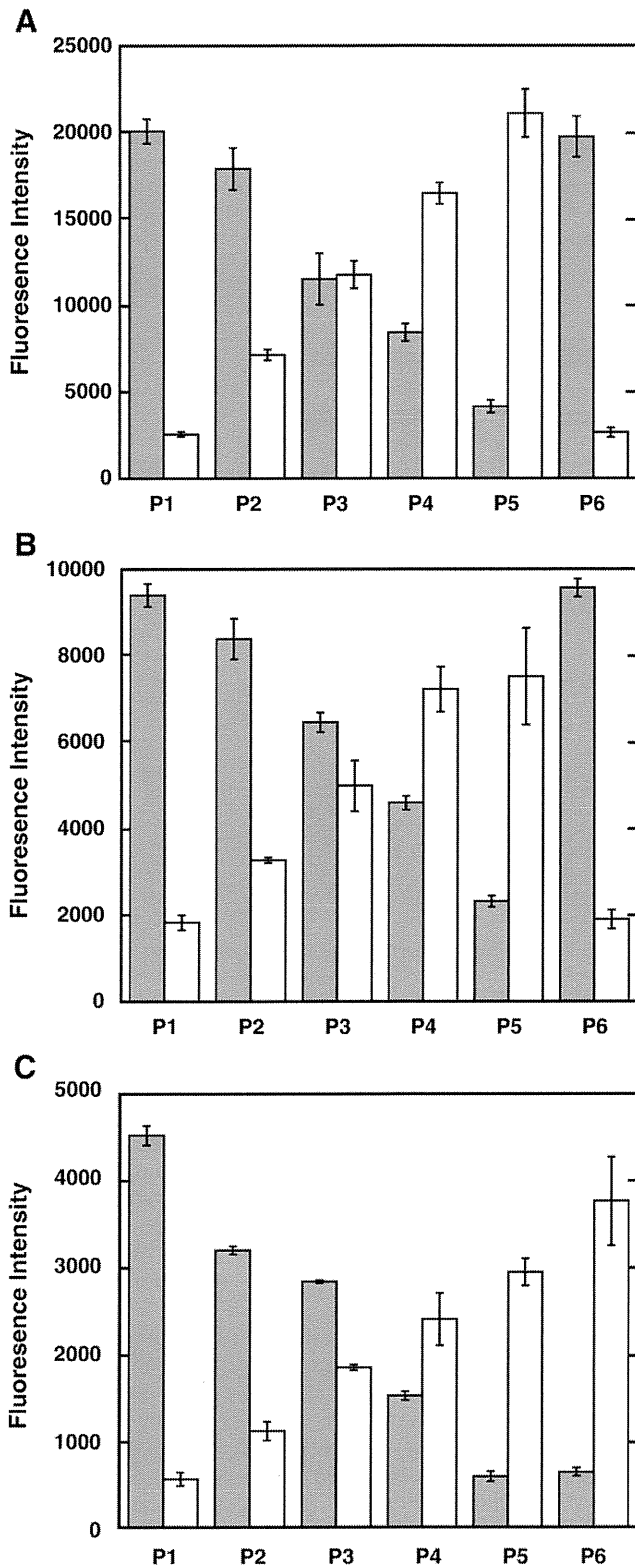 A
Fluoresence Intensity
25000
20000
15000
10000
5000
0
P1 P2 P3 P4 P5 P6
B
Fluoresence Intensity
10000
8000
6000
4000
2000
0
P1 P2 P3 P4 P5 P6
C
Fluoresence Intensity
5000
4000
3000
2000
1000
0
P1 P2 P3 P4 P5 P6